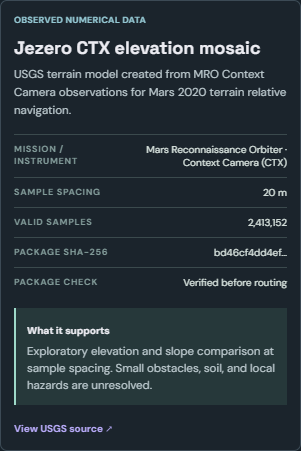 OBSERVED NUMERICAL DATA
Jezero CTX elevation mosaic
USGS terrain model created from MRO Context
Camera observations for Mars 2020 terrain relative
navigation.
MISSION /
INSTRUMENT
Mars Reconnaissance Orbiter ·
Context Camera (CTX)
SAMPLE SPACING
20 m
VALID SAMPLES
2,413,152
PACKAGE SHA-256
bd46cf4dd4ef…
PACKAGE CHECK
Verified before routing
What it supports
Exploratory elevation and slope comparison at
sample spacing. Small obstacles, soil, and local
hazards are unresolved.
View USGS source ↗